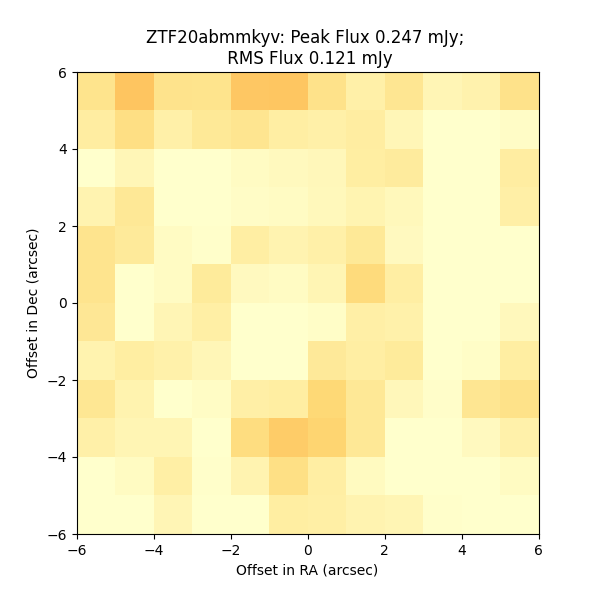 ZTF20abmmkyv: Peak Flux 0.247 mJy;
RMS Flux 0.121 mJy
6
4
2
0
−2
−4
−6
Offset in Dec (arcsec)
−6 −4 −2 0 2 4 6
Offset in RA (arcsec)